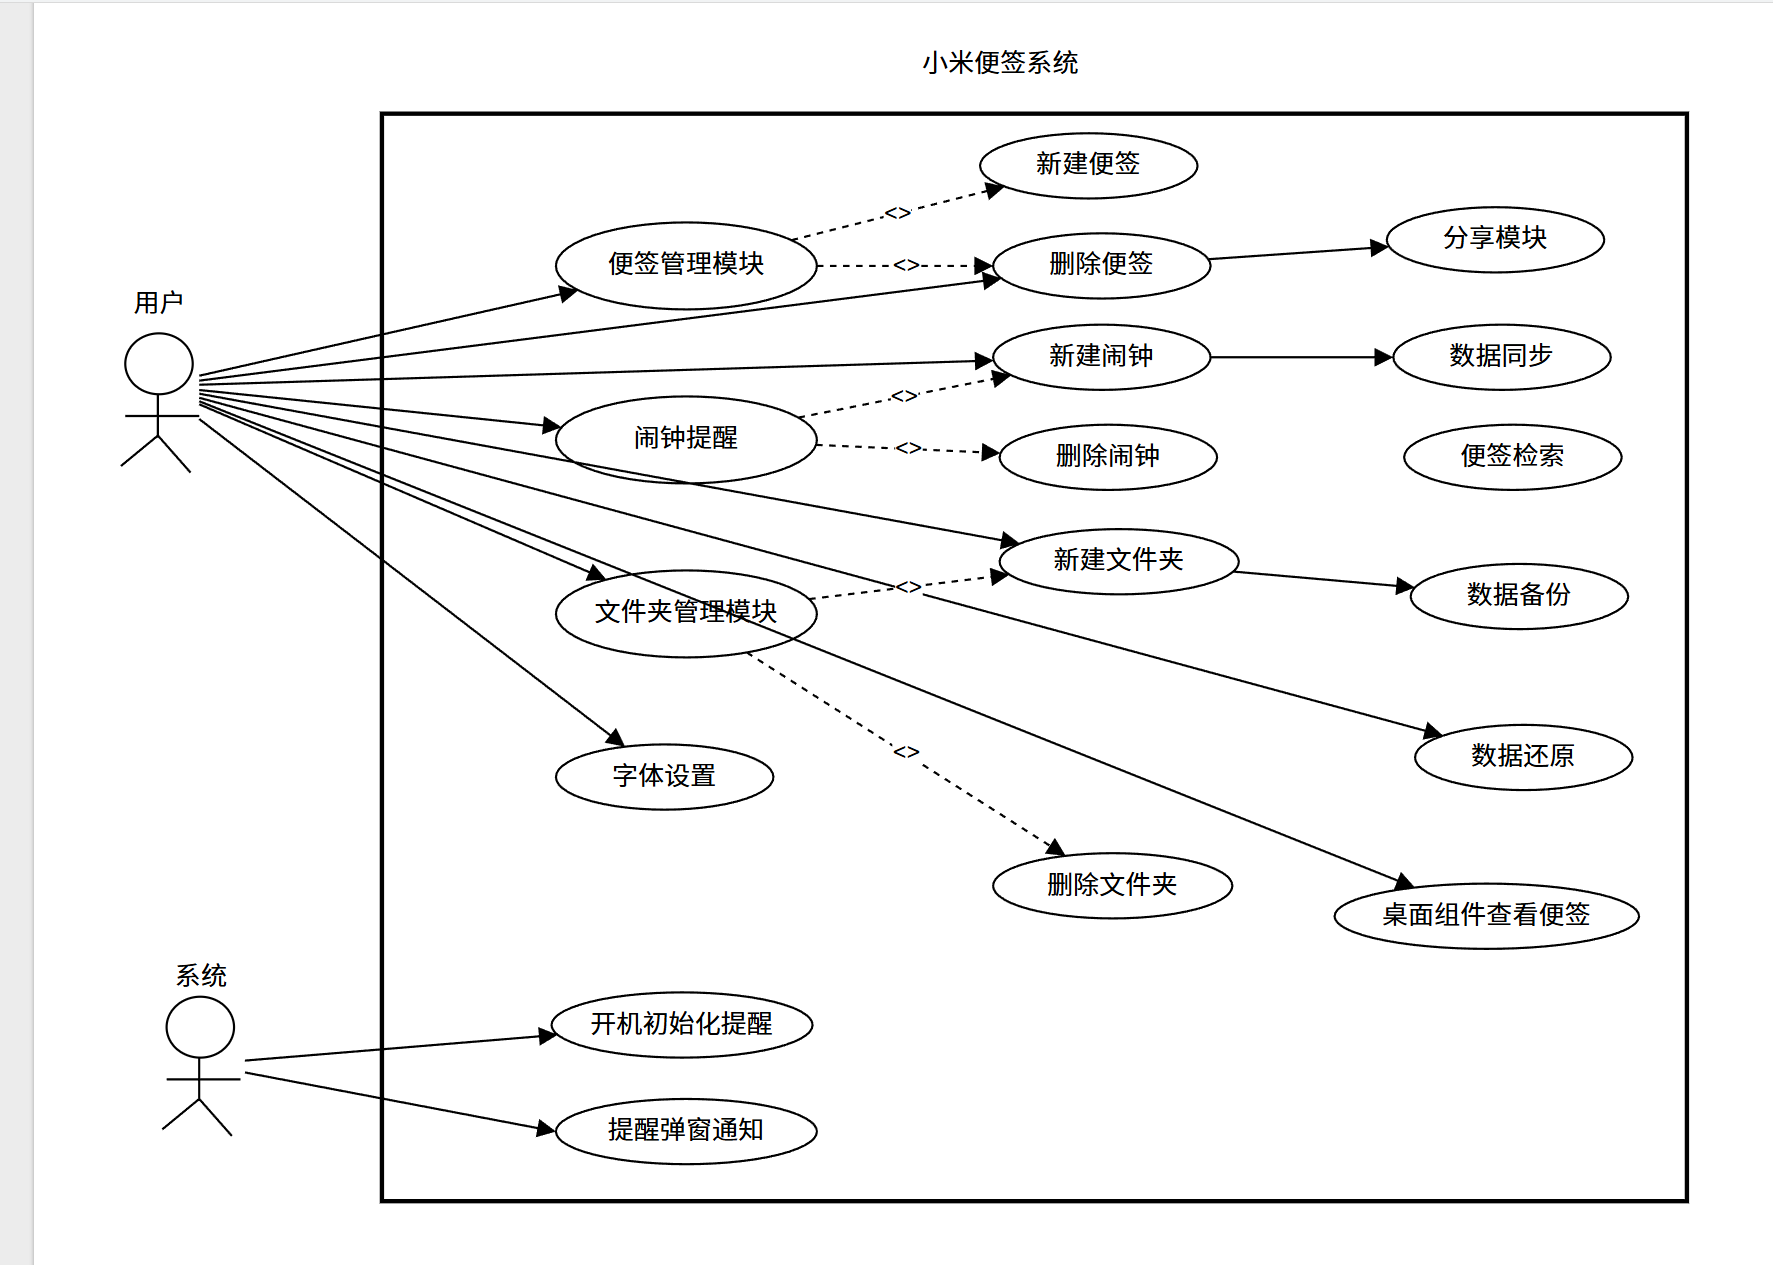 小米便签系统
新建便签
<>
分享模块
便签管理模块
<>
删除便签
用户
新建闹钟
数据同步
<>
闹钟提醒
<>
删除闹钟
便签检索
新建文件夹
<>
数据备份
文件夹管理模块
<>
数据还原
字体设置
删除文件夹
桌面组件查看便签
系统
开机初始化提醒
提醒弹窗通知